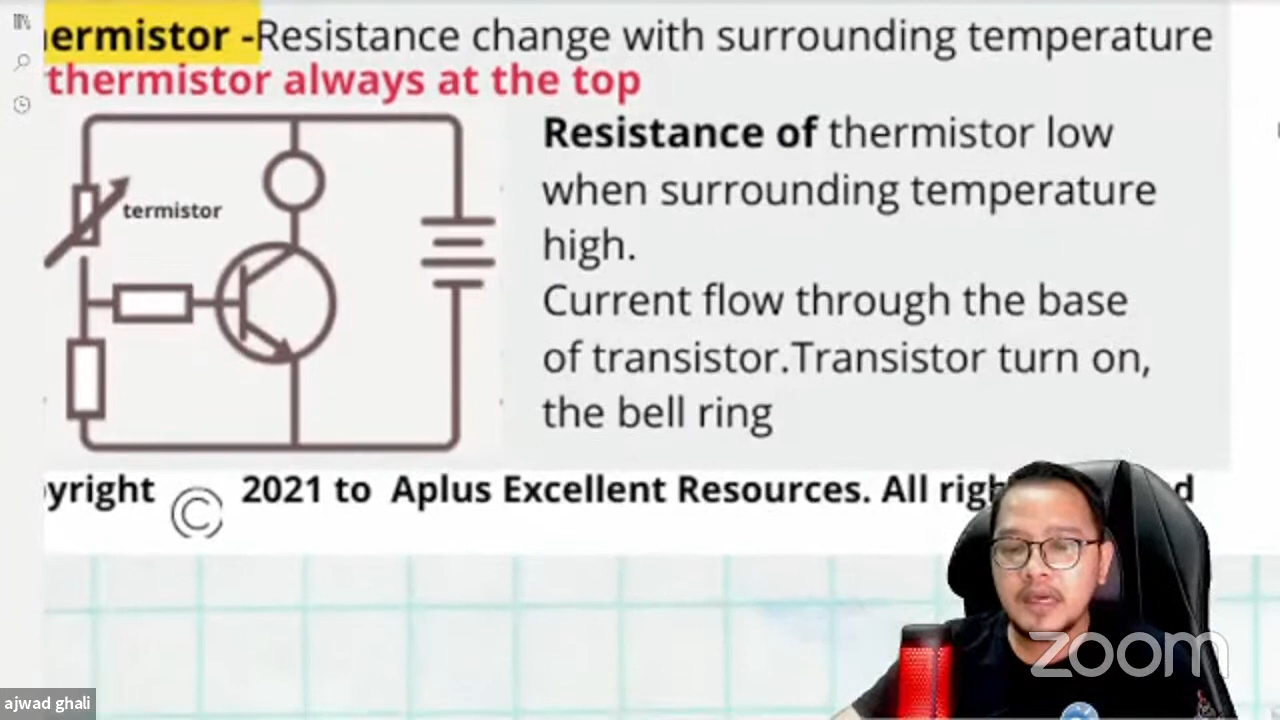 ermistor -Resistance change with surrounding temperature
thermistor always at the top
Resistance of thermistor low
when surrounding temperature
high.
Current flow through the base
of transistor.Transistor turn on,
the bell ring
termistor
yright © 2021 to Aplus Excellent Resources. All
zoom
ajwad ghali